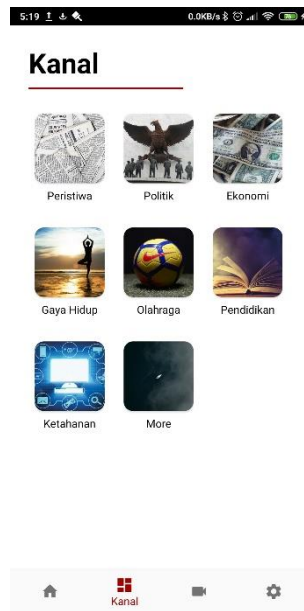 5:19
0.0KB/s
Kanal
Peristiwa
Politik
Ekonomi
Gaya Hidup
Olahraga
Pendidikan
Ketahanan
More
Kanal